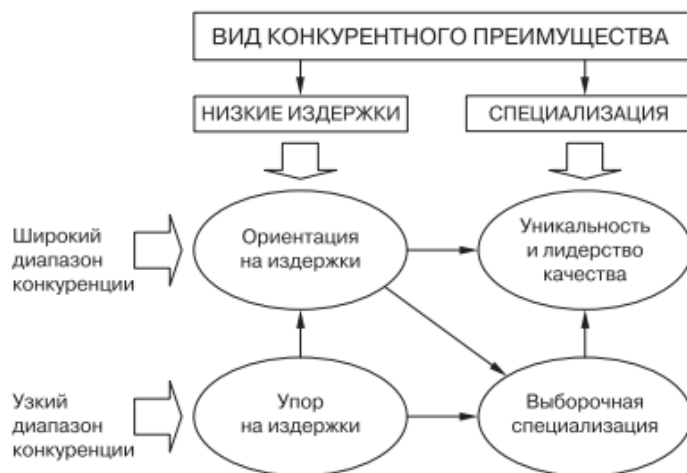 ВИД КОНКУРЕНТНОГО ПРЕИМУЩЕСТВА
НИЗКИЕ ИЗДЕРЖКИ
СПЕЦИАЛИЗАЦИЯ
Широкий
диапазон
конкуренции
Ориентация
на издержки
Уникальность
и лидерство
качества
Узкий
диапазон
конкуренции
Упор
на издержки
Выборочная
специализация